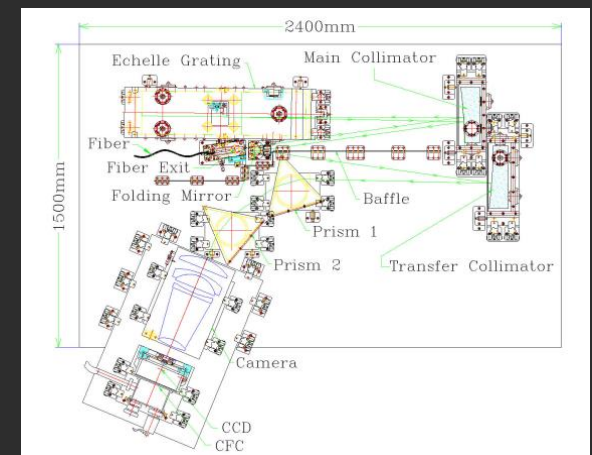 2400mm
Echelle Grating
Main Collimator
1500mm
Fiber
Fiber Exit
Folding Mirror
Baffle
Prism 1
Prism 2
Transfer Collimator
Camera
CCD
CFC